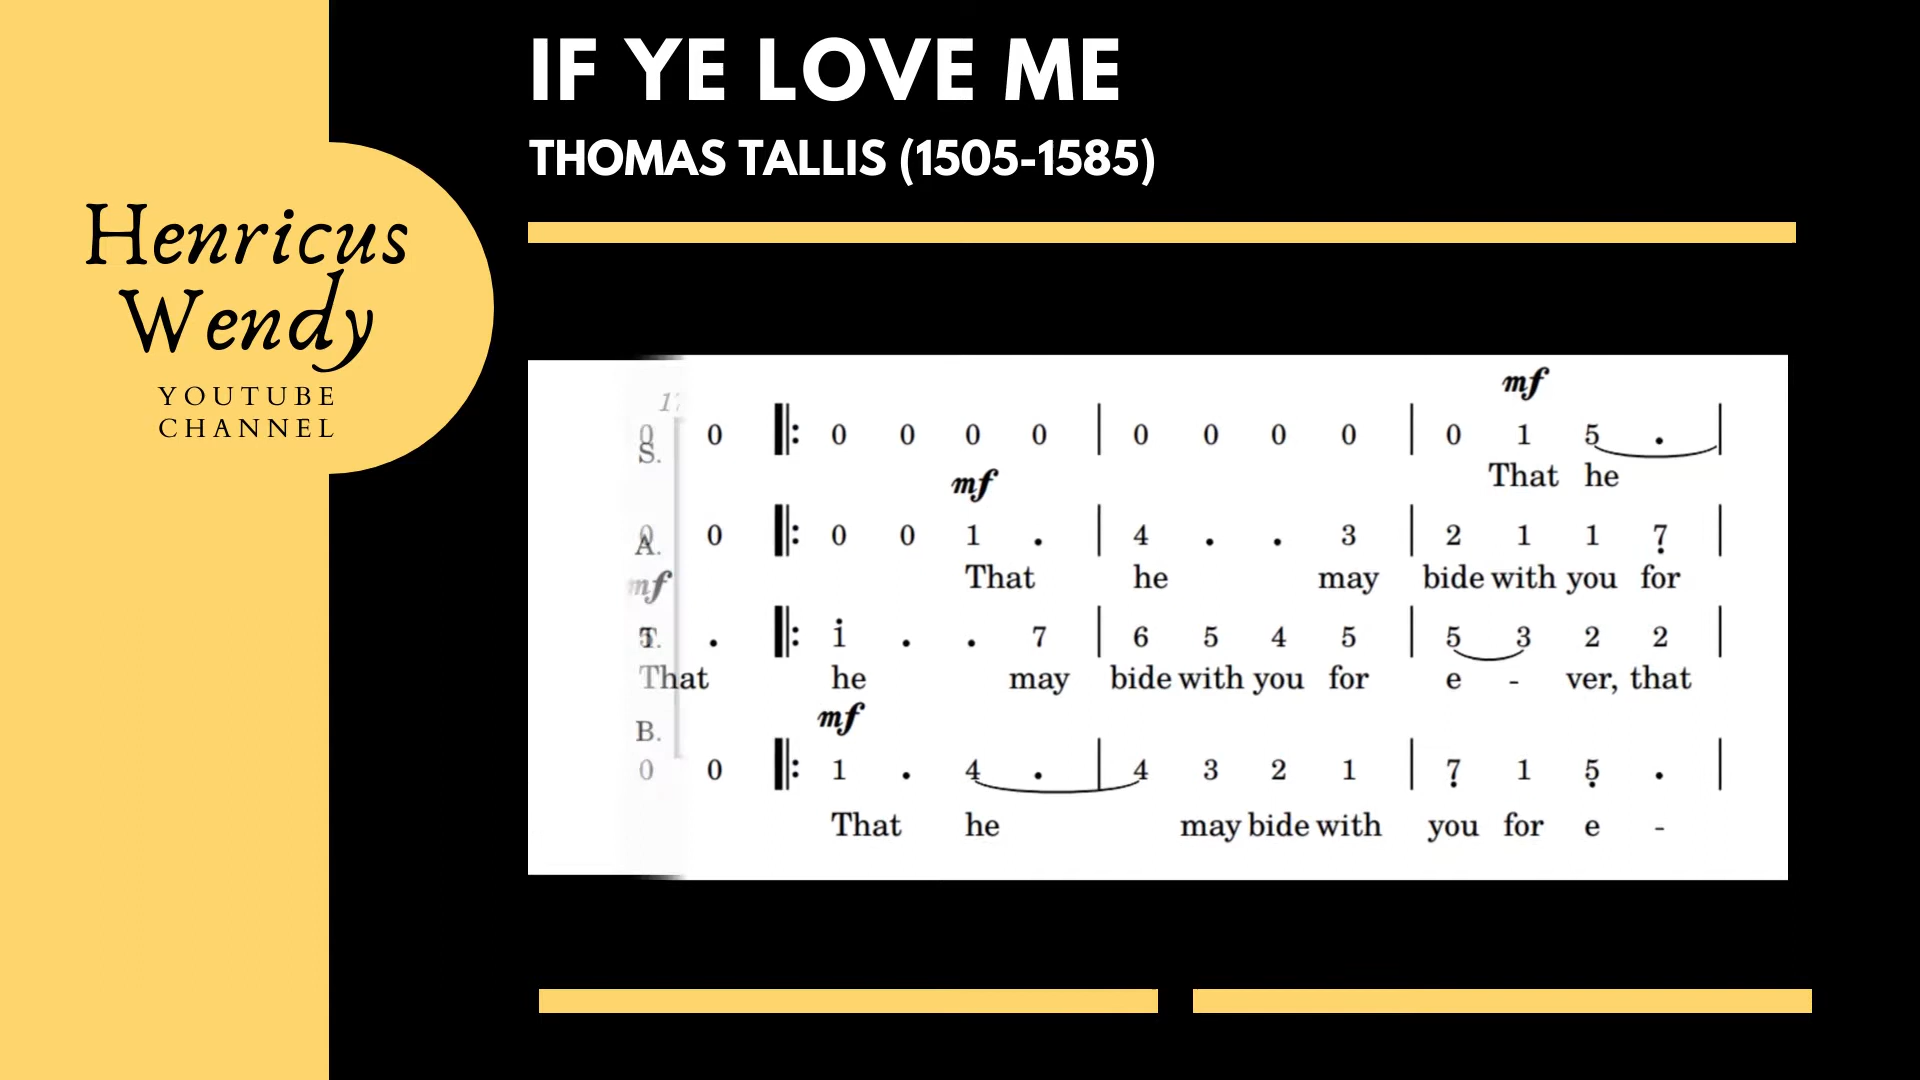 IF YE LOVE ME
THOMAS TALLIS (1505-1585)
Henricus
Wendy
YOUTUBE
CHANNEL
mf
S. 0 0 𝄆 0 0 0 0 | 0 0 0 0 | 0 1 5 . |
That he
mf
A. 0 0 𝄆 0 0 1 . | 4 . . 3 | 2 1 1 7̣ |
That he may bide with you for
mf
T. 5 . 𝄆 1̇ . . 7 | 6 5 4 5 | 5 3 2 2 |
That he may bide with you for e - ver, that
mf
B. 0 0 𝄆 1 . 4 . | 4 3 2 1 | 7̣ 1 5̣ . |
That he may bide with you for e -